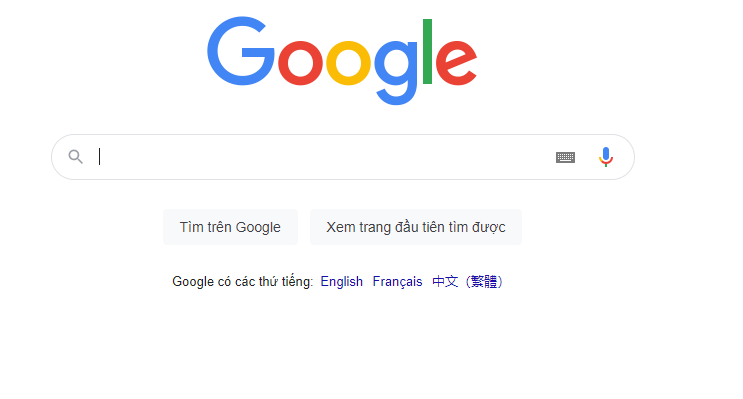 Google
Tìm trên Google Xem trang đầu tiên tìm được
Google có các thứ tiếng: English Français 中文（繁體）